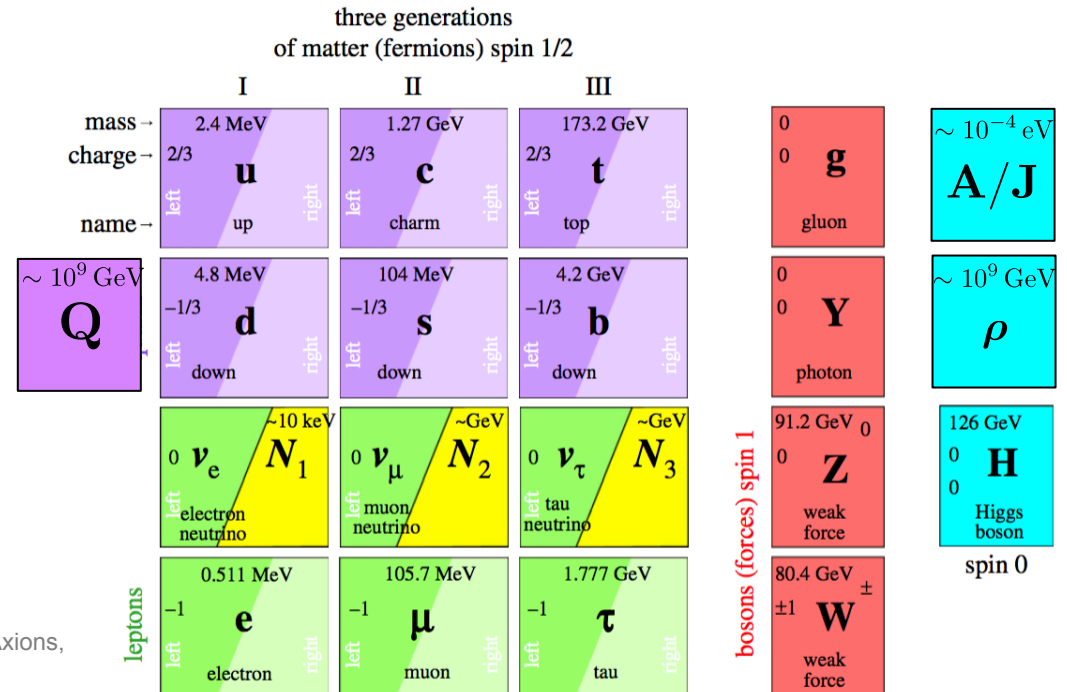 three generations
of matter (fermions) spin 1/2
I II III
mass→
charge→
name→
2.4 MeV
2/3
u
left
right
up
1.27 GeV
2/3
c
left
right
charm
173.2 GeV
2/3
t
left
right
top
0
0
g
gluon
∼ 10⁻⁴ eV
A/J
∼ 10⁹ GeV
Q
4.8 MeV
−1/3
d
left
right
down
104 MeV
−1/3
s
left
right
down
4.2 GeV
−1/3
b
left
right
down
0
0
Y
photon
∼ 10⁹ GeV
ρ
0 νe
left
electron
neutrino
~10 keV
N1
0 νμ
left
muon
neutrino
~GeV
N2
0 ντ
left
tau
neutrino
~GeV
N3
91.2 GeV 0
0
Z
weak
force
126 GeV
0
0
H
Higgs
boson
spin 0
leptons
0.511 MeV
−1
e
left
right
electron
105.7 MeV
−1
μ
left
right
muon
1.777 GeV
−1
τ
left
right
tau
bosons (forces) spin 1
80.4 GeV ±
±1
W
weak
force